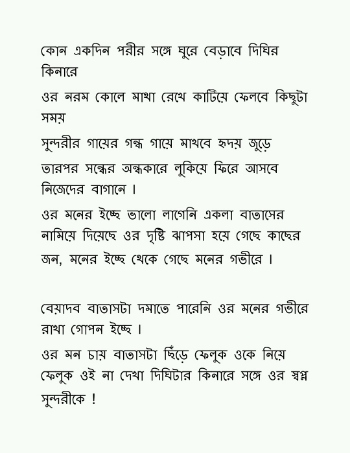 কোন একদিন পরীর সঙ্গে ঘুরে বেড়াবে দিঘির
কিনারে
ওর নরম কোলে মাখা রেখে কাটিয়ে ফেলবে কিছুটা
সময়
সুন্দরীর গায়ের গন্ধ গায়ে মাখবে হৃদয় জুড়ে
তারপর সন্ধের অন্ধকারে লুকিয়ে ফিরে আসবে
নিজেদের বাগানে ।
ওর মনের ইচ্ছে ভালো লাগেনি একলা বাতাসের
নামিয়ে দিয়েছে ওর দৃষ্টি ঝাপসা হয়ে গেছে কাছের
জন, মনের ইচ্ছে থেকে গেছে মনের গভীরে ।
বেয়াদব বাতাসটা দমাতে পারেনি ওর মনের গভীরে
রাখা গোপন ইচ্ছে ।
ওর মন চায় বাতাসটা ছিঁড়ে ফেলুক ওকে নিয়ে
ফেলুক ওই না দেখা দিঘিটার কিনারে সঙ্গে ওর স্বপ্ন
সুন্দরীকে !